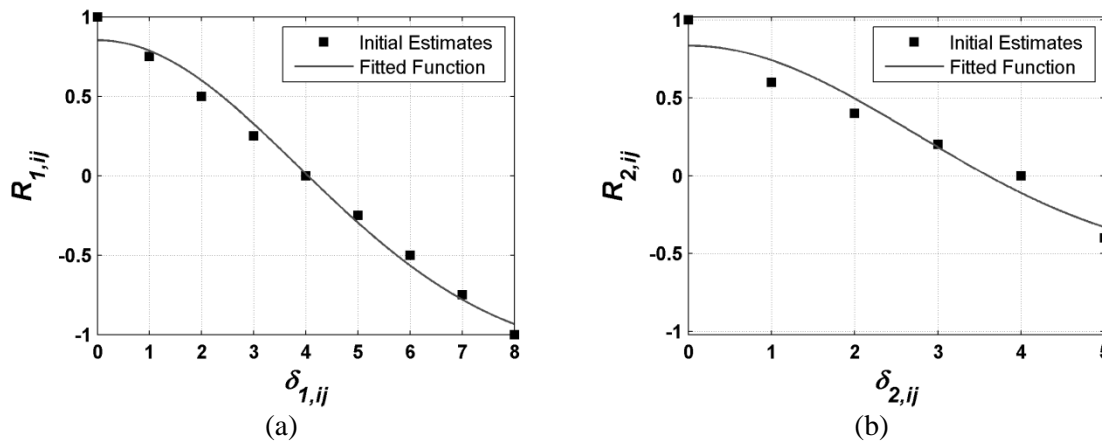 Initial Estimates
Fitted Function
1
0.5
0
-0.5
-1
R1,ij
0 1 2 3 4 5 6 7 8
δ1,ij
(a)
Initial Estimates
Fitted Function
1
0.5
0
-0.5
-1
R2,ij
0 1 2 3 4 5
δ2,ij
(b)